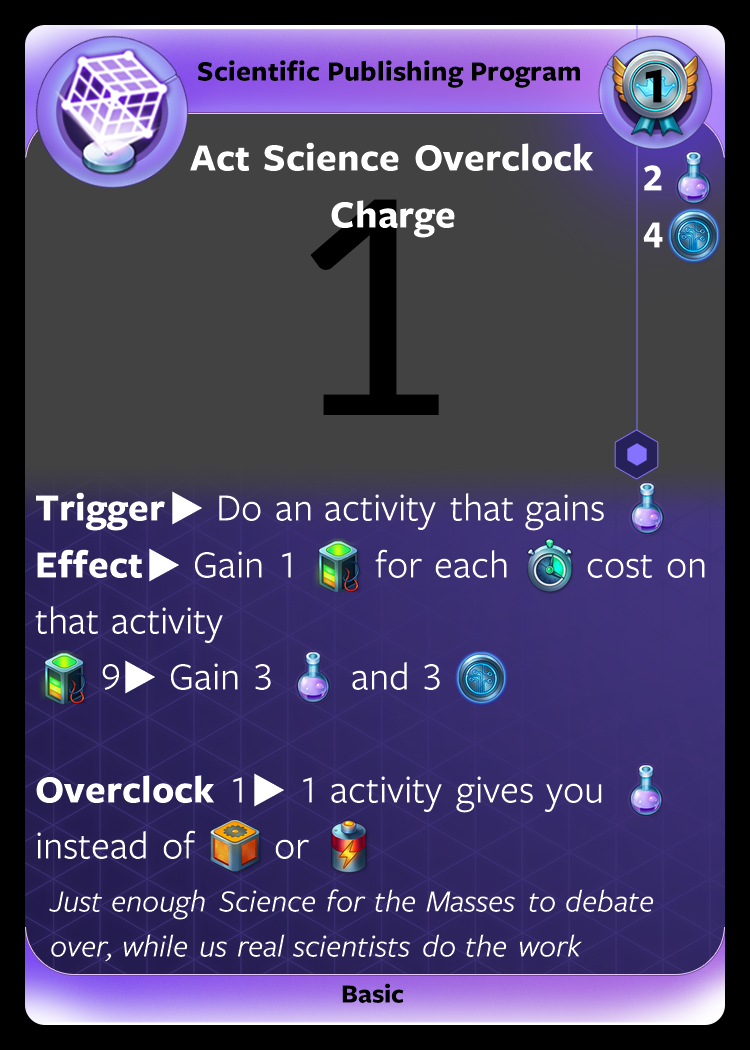 Scientific Publishing Program
1
Act Science Overclock
Charge
2
4
1
Trigger▶ Do an activity that gains
Effect▶ Gain 1 for each cost on
that activity
9▶ Gain 3 and 3
Overclock 1▶ 1 activity gives you
instead of or
Just enough Science for the Masses to debate
over, while us real scientists do the work
Basic